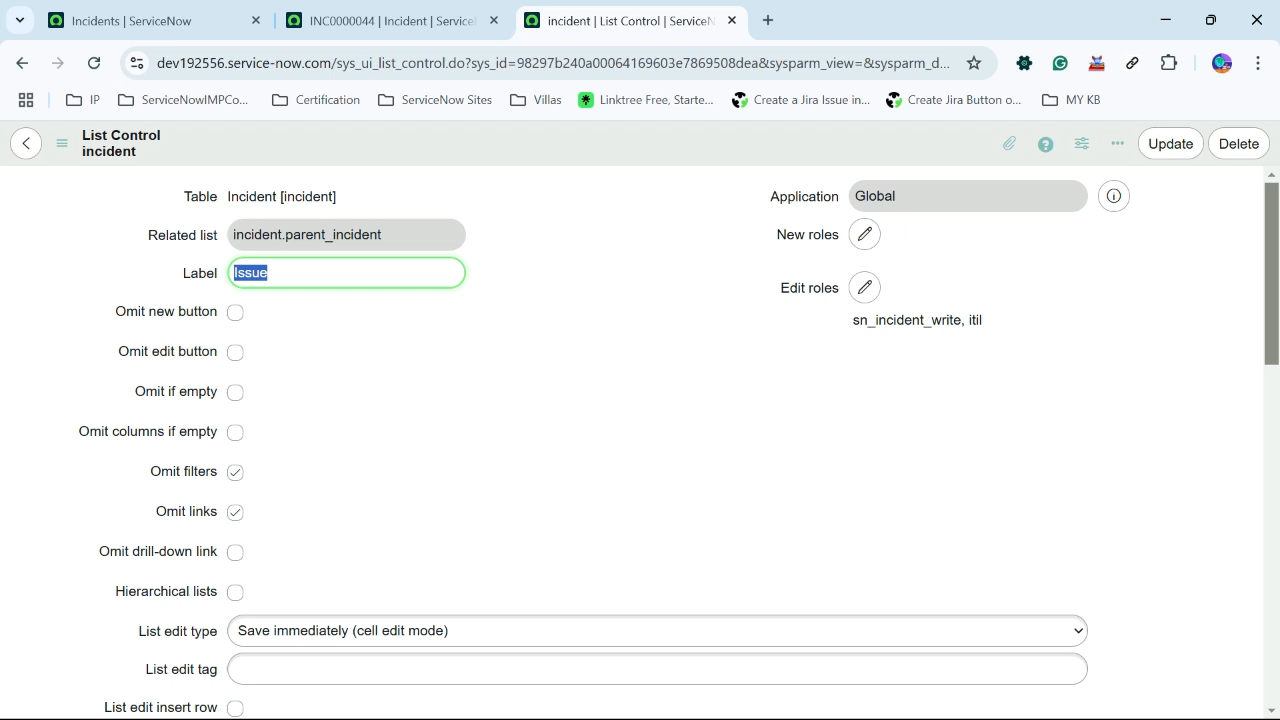 Incidents | ServiceNow
INC0000044 | Incident | Service
incident | List Control | ServiceN
dev192556.service-now.com/sys_ui_list_control.do?sys_id=39297b240a00064169603e7869508dea&sysparm_view=&sysparm_d...
IP
ServiceNowIMPCo...
Certification
ServiceNow Sites
Villas
Linktree Free, Starte...
Create a Jira Issue in...
Create Jira Button o...
MY KB
List Control
incident
Update
Delete
Table Incident [incident]
Application Global
Related list incident.parent_incident
New roles
Label Issue
Edit roles
sn_incident_write, itil
Omit new button
Omit edit button
Omit if empty
Omit columns if empty
Omit filters
Omit links
Omit drill-down link
Hierarchical lists
List edit type Save immediately (cell edit mode)
List edit tag
List edit insert row